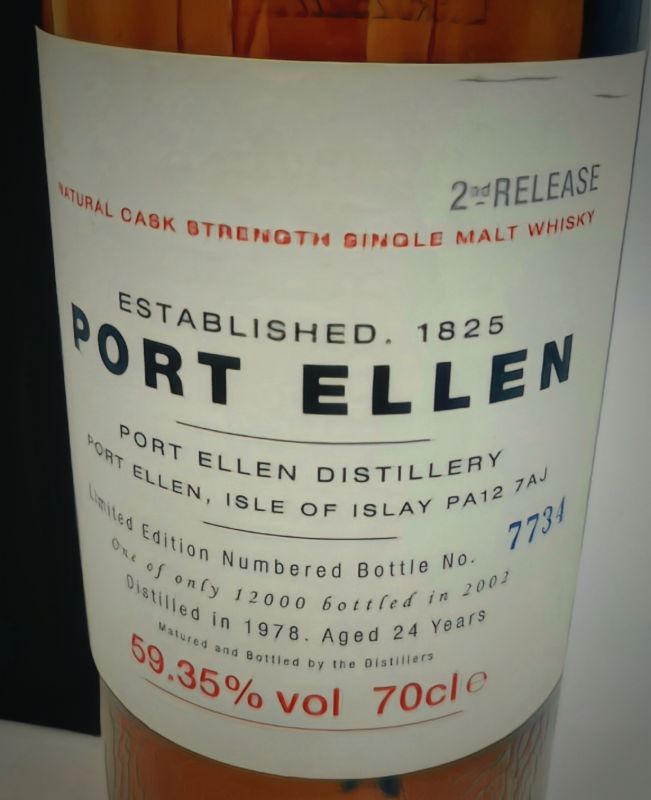 2nd RELEASE
NATURAL CASK STRENGTH SINGLE MALT WHISKY
ESTABLISHED. 1825
PORT ELLEN
PORT ELLEN DISTILLERY
PORT ELLEN, ISLE OF ISLAY PA12 7AJ
Limited Edition Numbered Bottle No. 7734
One of only 12000 bottled in 2002
Distilled in 1978. Aged 24 Years
Matured and Bottled by the Distillers
59.35% vol 70cl e